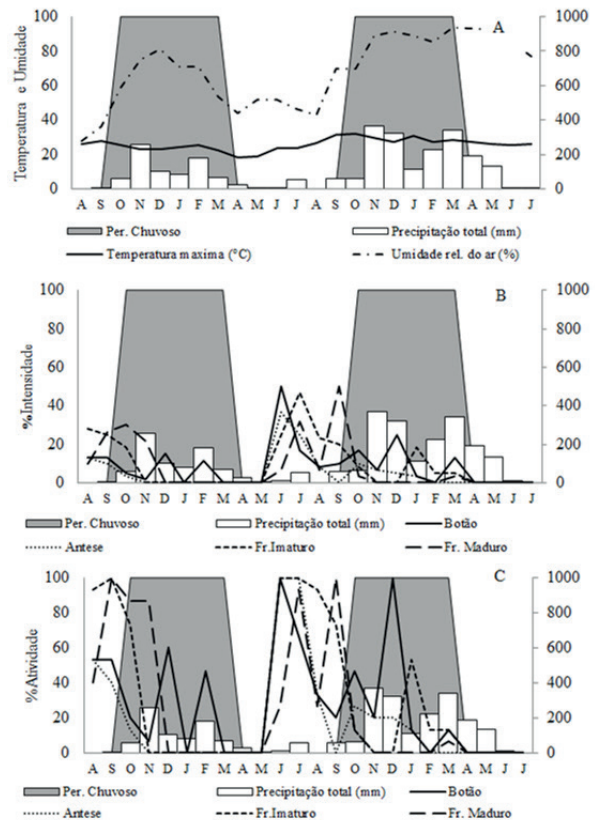 A
Temperatura e Umidade
100 80 60 40 20 0
1000 800 600 400 200 0
A S O N D J F M A M J J A S O N D J F M A M J J
Per. Chuvoso Precipitação total (mm)
Temperatura maxima (°C) Umidade rel. do ar (%)
B
%Intensidade
100% 80 60 40 20 0
1000 800 600 400 200 0
A S O N D J F M A M J J A S O N D J F M A M J J
Per. Chuvoso Precipitação total (mm) Botão
Antese Fr.Imaturo Fr. Maduro
C
%Atividade
100% 80 60 40 20 0
1000 800 600 400 200 0
A S O N D J F M A M J J A S O N D J F M A M J J
Per. Chuvoso Precipitação total (mm) Botão
Antese Fr.Imaturo Fr. Maduro